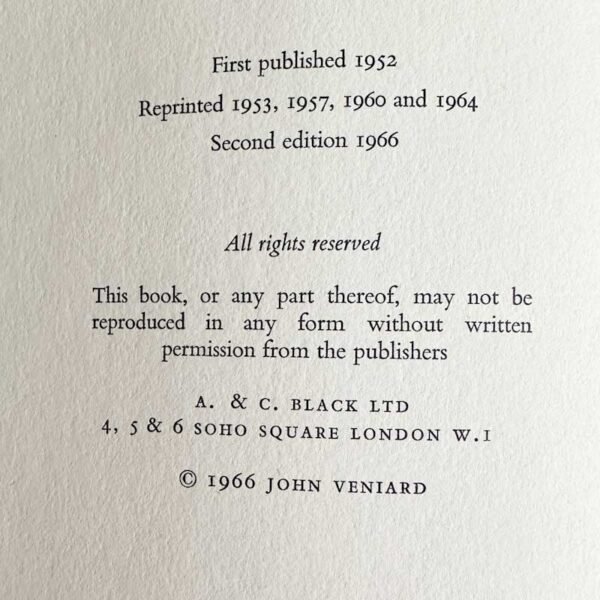 First published 1952
Reprinted 1953, 1957, 1960 and 1964
Second edition 1966
All rights reserved
This book, or any part thereof, may not be
reproduced in any form without written
permission from the publishers
A. & C. BLACK LTD
4, 5 & 6 SOHO SQUARE LONDON W.1
© 1966 JOHN VENIARD